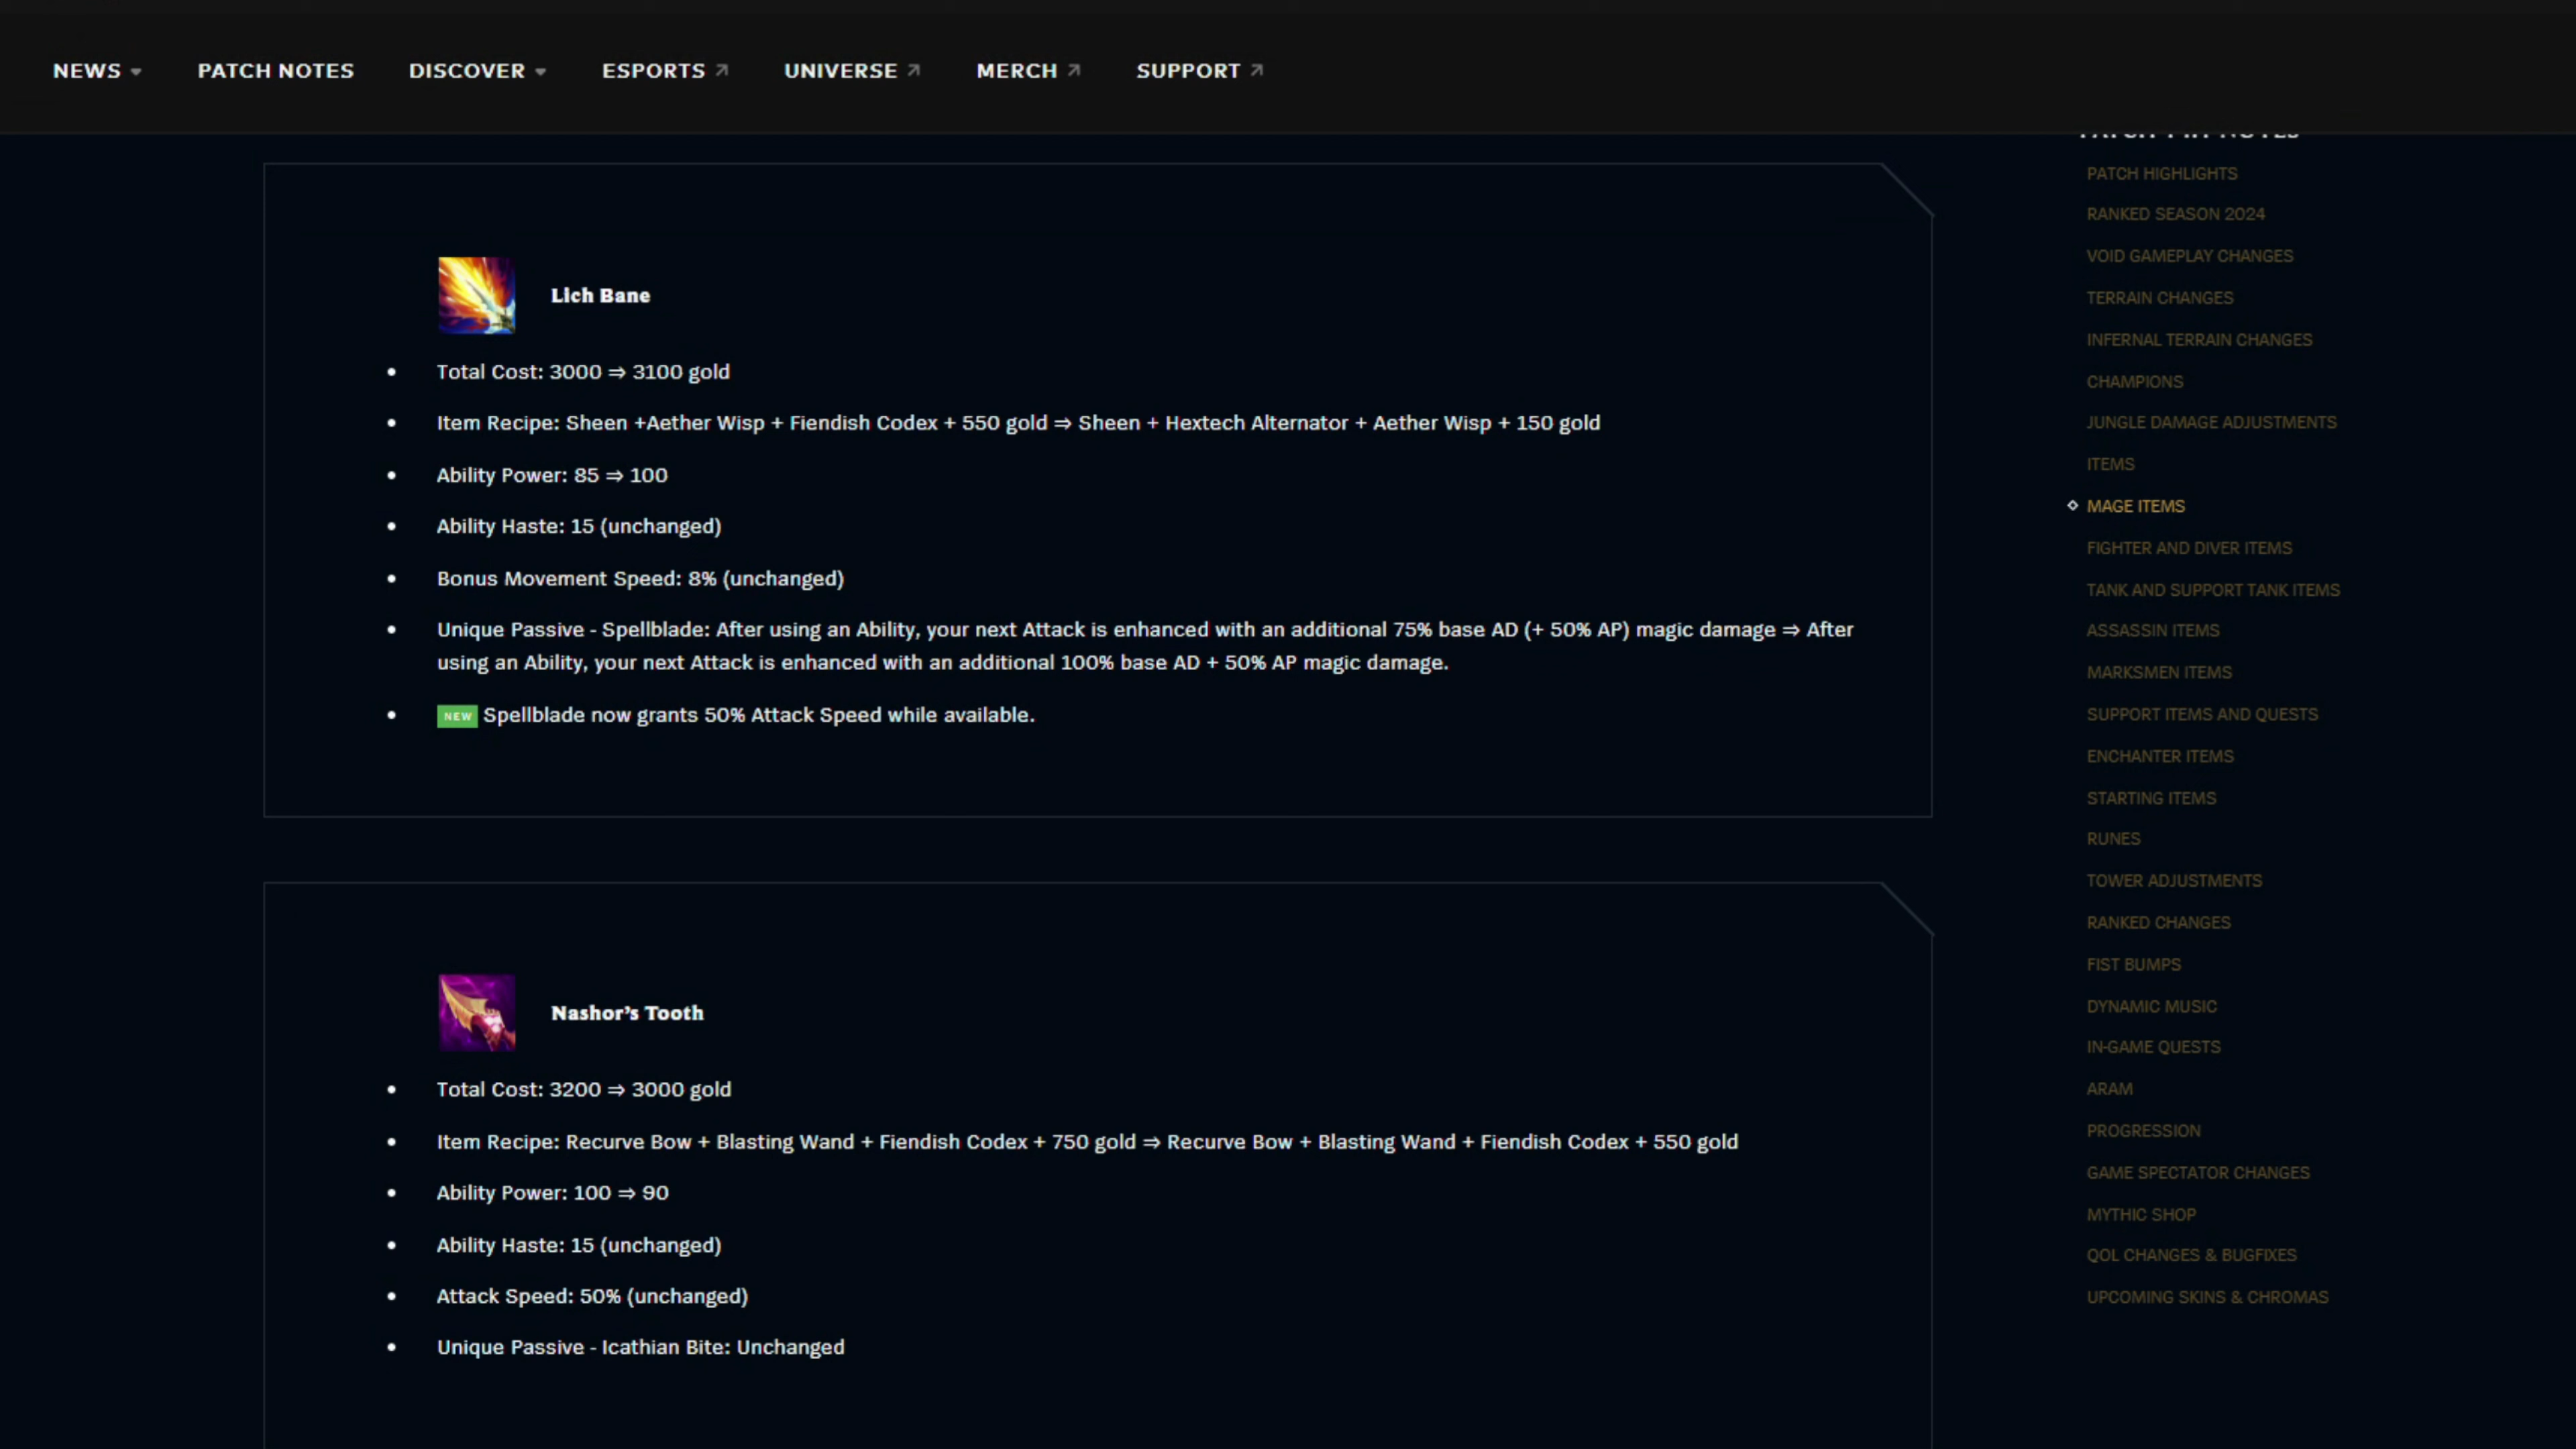 NEWS PATCH NOTES DISCOVER ESPORTS UNIVERSE MERCH SUPPORT
Lich Bane
Total Cost: 3000 ⇒ 3100 gold
Item Recipe: Sheen +Aether Wisp + Fiendish Codex + 550 gold ⇒ Sheen + Hextech Alternator + Aether Wisp + 150 gold
Ability Power: 85 ⇒ 100
Ability Haste: 15 (unchanged)
Bonus Movement Speed: 8% (unchanged)
Unique Passive - Spellblade: After using an Ability, your next Attack is enhanced with an additional 75% base AD (+ 50% AP) magic damage ⇒ After
using an Ability, your next Attack is enhanced with an additional 100% base AD + 50% AP magic damage.
NEW Spellblade now grants 50% Attack Speed while available.
Nashor's Tooth
Total Cost: 3200 ⇒ 3000 gold
Item Recipe: Recurve Bow + Blasting Wand + Fiendish Codex + 750 gold ⇒ Recurve Bow + Blasting Wand + Fiendish Codex + 550 gold
Ability Power: 100 ⇒ 90
Ability Haste: 15 (unchanged)
Attack Speed: 50% (unchanged)
Unique Passive - Icathian Bite: Unchanged
PATCH HIGHLIGHTS
RANKED SEASON 2024
VOID GAMEPLAY CHANGES
TERRAIN CHANGES
INFERNAL TERRAIN CHANGES
CHAMPIONS
JUNGLE DAMAGE ADJUSTMENTS
ITEMS
MAGE ITEMS
FIGHTER AND DIVER ITEMS
TANK AND SUPPORT TANK ITEMS
ASSASSIN ITEMS
MARKSMEN ITEMS
SUPPORT ITEMS AND QUESTS
ENCHANTER ITEMS
STARTING ITEMS
RUNES
TOWER ADJUSTMENTS
RANKED CHANGES
FIST BUMPS
DYNAMIC MUSIC
IN-GAME QUESTS
ARAM
PROGRESSION
GAME SPECTATOR CHANGES
MYTHIC SHOP
QOL CHANGES & BUGFIXES
UPCOMING SKINS & CHROMAS